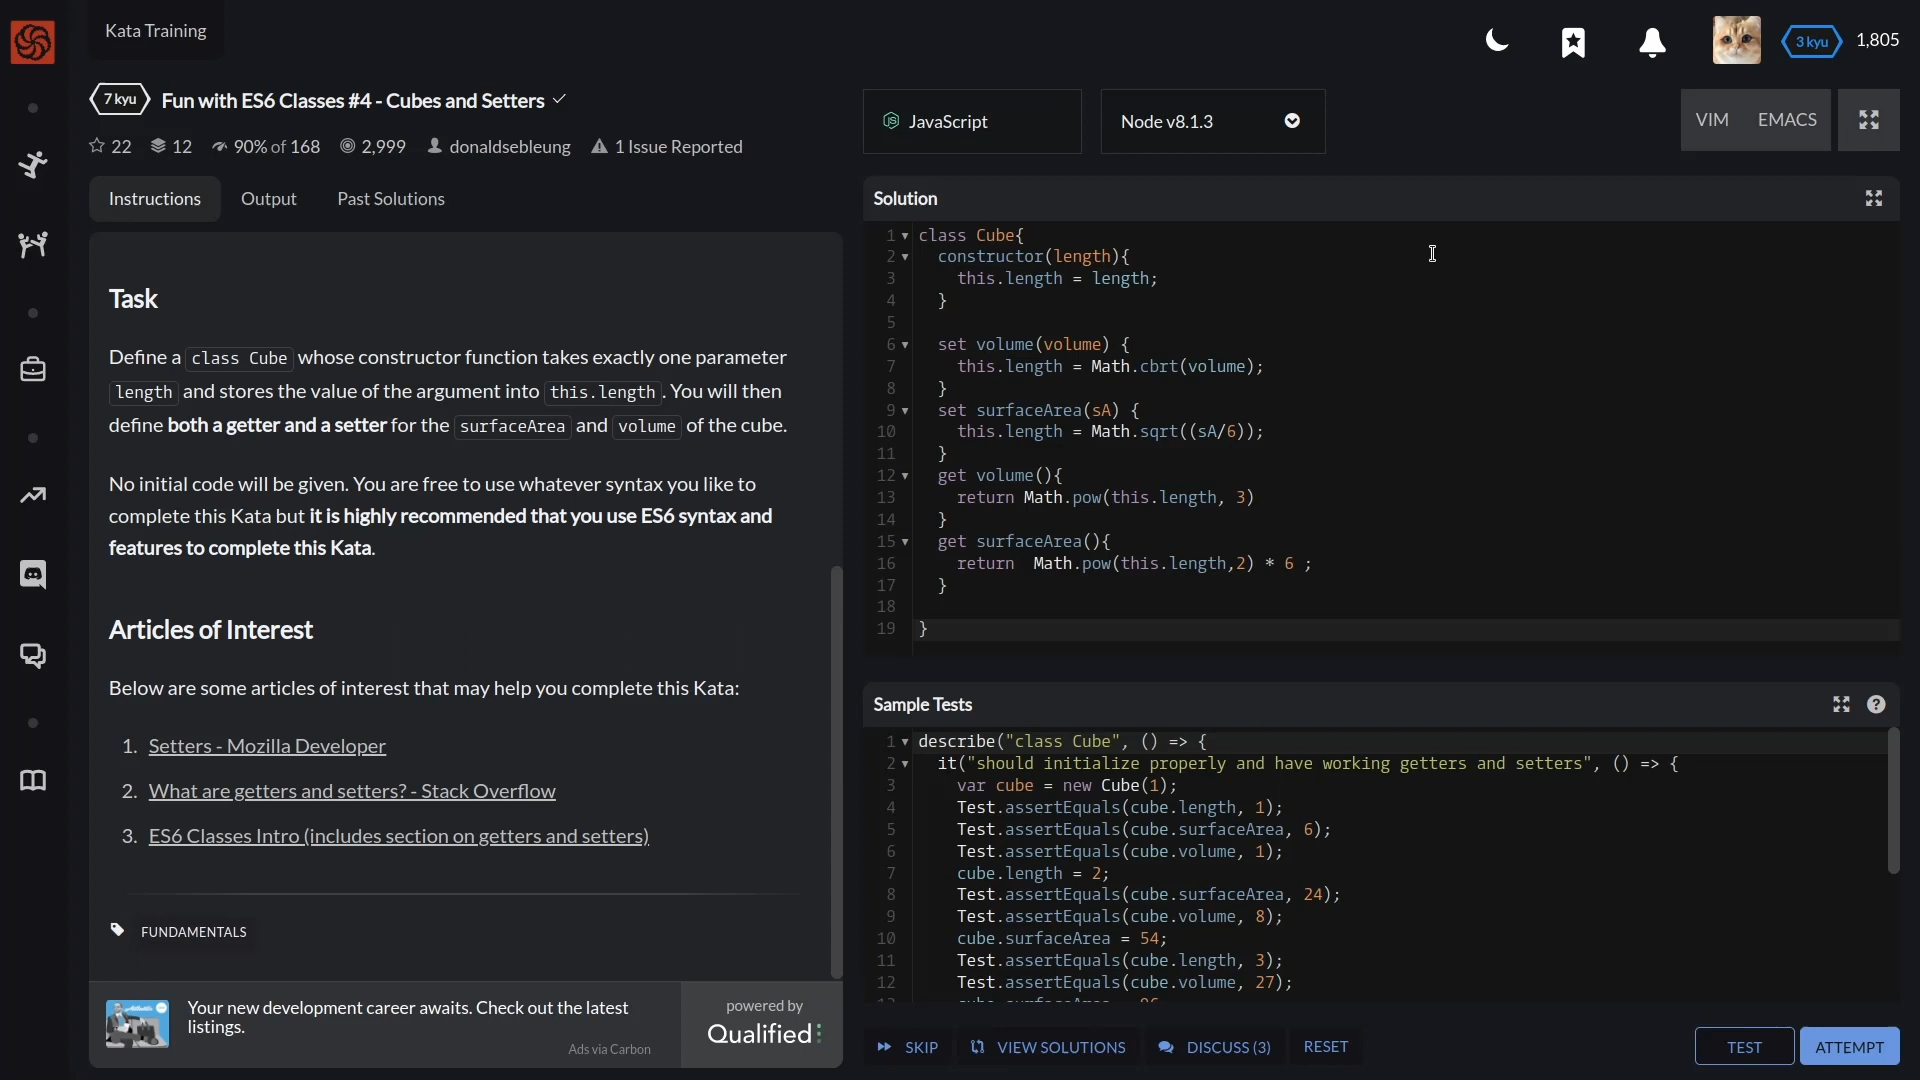 Kata Training
3 kyu 1,805
7 kyu Fun with ES6 Classes #4 - Cubes and Setters
22 12 90% of 168 2,999 donaldsebleung 1 Issue Reported
JavaScript
Node v8.1.3
VIM EMACS
Instructions Output Past Solutions
Task
Define a class Cube whose constructor function takes exactly one parameter
length and stores the value of the argument into this.length. You will then
define both a getter and a setter for the surfaceArea and volume of the cube.
No initial code will be given. You are free to use whatever syntax you like to
complete this Kata but it is highly recommended that you use ES6 syntax and
features to complete this Kata.
Articles of Interest
Below are some articles of interest that may help you complete this Kata:
1. Setters - Mozilla Developer
2. What are getters and setters? - Stack Overflow
3. ES6 Classes Intro (includes section on getters and setters)
FUNDAMENTALS
Your new development career awaits. Check out the latest
listings.
Ads via Carbon
powered by
Qualified
Solution
1 class Cube{
2 constructor(length){
3 this.length = length;
4 }
5
6 set volume(volume) {
7 this.length = Math.cbrt(volume);
8 }
9 set surfaceArea(sA) {
10 this.length = Math.sqrt((sA/6));
11 }
12 get volume(){
13 return Math.pow(this.length, 3)
14 }
15 get surfaceArea(){
16 return  Math.pow(this.length,2) * 6 ;
17 }
18
19 }
Sample Tests
1 describe("class Cube", () => {
2 it("should initialize properly and have working getters and setters", () => {
3 var cube = new Cube(1);
4 Test.assertEquals(cube.length, 1);
5 Test.assertEquals(cube.surfaceArea, 6);
6 Test.assertEquals(cube.volume, 1);
7 cube.length = 2;
8 Test.assertEquals(cube.surfaceArea, 24);
9 Test.assertEquals(cube.volume, 8);
10 cube.surfaceArea = 54;
11 Test.assertEquals(cube.length, 3);
12 Test.assertEquals(cube.volume, 27);
SKIP VIEW SOLUTIONS DISCUSS (3) RESET TEST ATTEMPT